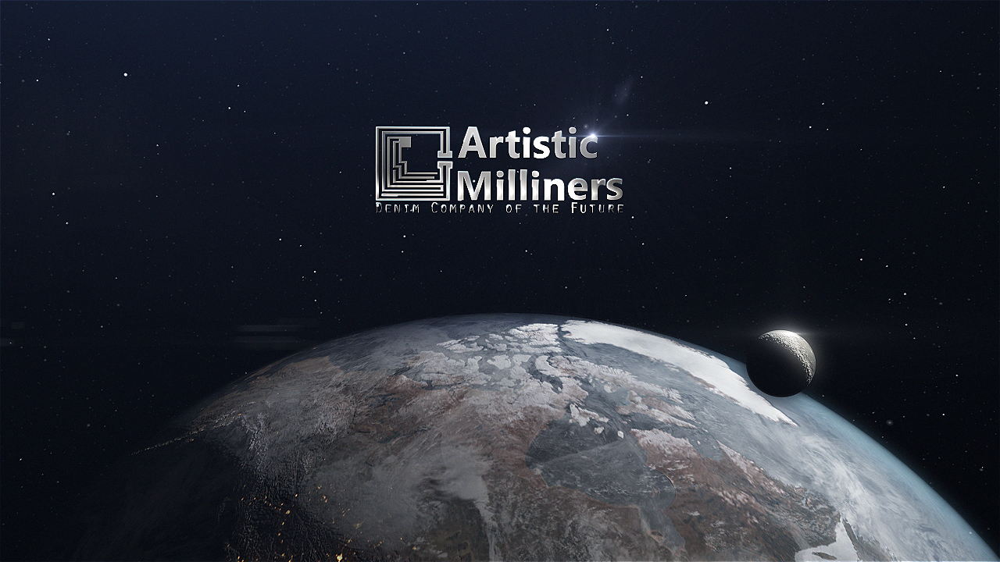 Artistic
Milliners
Denim Company of the Future